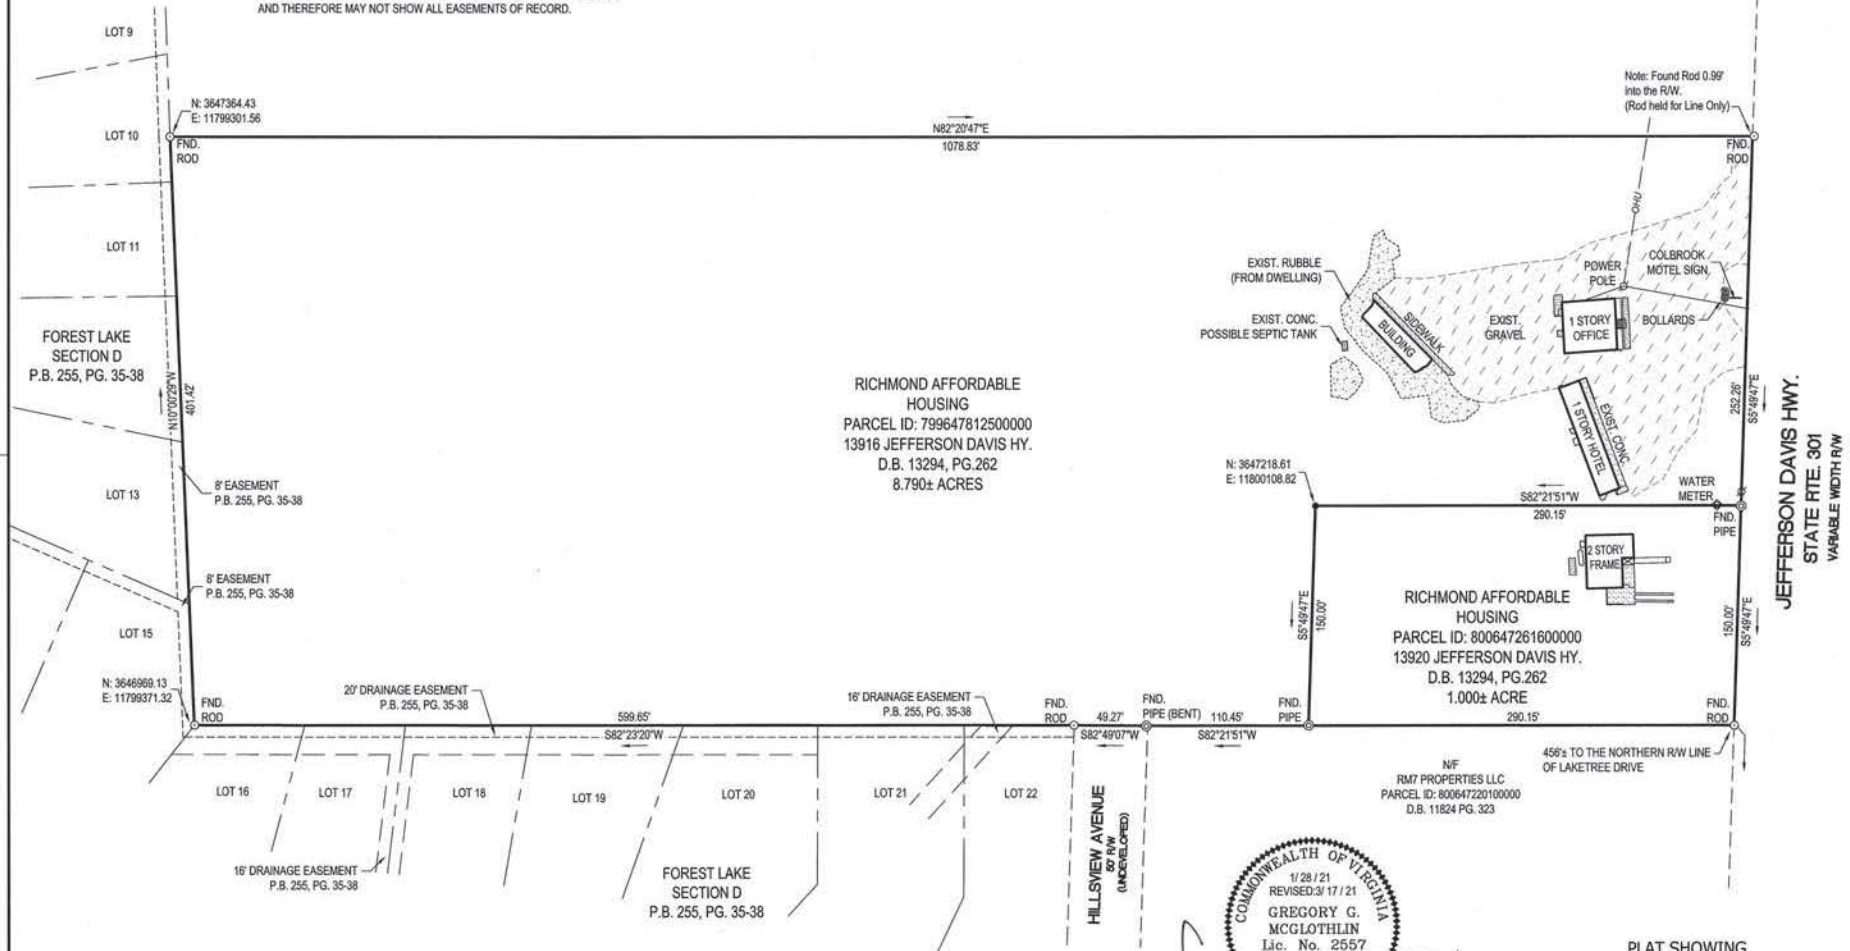 AND THEREFORE MAY NOT SHOW ALL EASEMENTS OF RECORD.
LOT 9
N: 3647364.43
E: 11799301.56
LOT 10
FND.
ROD
N82°20'47"E
1078.83'
Note: Found Rod 0.99'
into the R/W.
(Rod held for Line Only)
FND.
ROD
LOT 11
FOREST LAKE
SECTION D
P.B. 255, PG. 35-38
N10°00'29"W
401.42'
EXIST. RUBBLE
(FROM DWELLING)
EXIST. CONC.
POSSIBLE SEPTIC TANK
BUILDING
SIDEWALK
EXIST.
GRAVEL
OHU
POWER
POLE
COLBROOK
MOTEL SIGN
1 STORY
OFFICE
BOLLARDS
1 STORY HOTEL
EXIST. CONC.
252.26'
S5°49'47"E
JEFFERSON DAVIS HWY.
STATE RTE. 301
VARIABLE WIDTH R/W
RICHMOND AFFORDABLE
HOUSING
PARCEL ID: 799647812500000
13916 JEFFERSON DAVIS HY.
D.B. 13294, PG.262
8.790± ACRES
LOT 13
8' EASEMENT
P.B. 255, PG. 35-38
N: 3647218.61
E: 11800108.82
S82°21'51"W
290.15'
WATER
METER
FND.
PIPE
2 STORY
FRAME
8' EASEMENT
P.B. 255, PG. 35-38
LOT 15
S5°49'47"E
150.00'
RICHMOND AFFORDABLE
HOUSING
PARCEL ID: 800647261600000
13920 JEFFERSON DAVIS HY.
D.B. 13294, PG.262
1.000± ACRE
150.00'
S5°49'47"E
N: 3646969.13
E: 11799371.32
FND.
ROD
20' DRAINAGE EASEMENT
P.B. 255, PG. 35-38
599.65'
S82°23'20"W
16' DRAINAGE EASEMENT
P.B. 255, PG. 35-38
FND.
ROD
49.27'
S82°49'07"W
FND.
PIPE (BENT)
110.45'
S82°21'51"W
FND.
PIPE
290.15'
FND.
ROD
456'± TO THE NORTHERN R/W LINE
OF LAKETREE DRIVE
N/F
RM7 PROPERTIES LLC
PARCEL ID: 800647220100000
D.B. 11824 PG. 323
LOT 16
LOT 17
LOT 18
LOT 19
LOT 20
LOT 21
LOT 22
HILLSVIEW AVENUE
50' R/W
(UNDEVELOPED)
16' DRAINAGE EASEMENT
P.B. 255, PG. 35-38
FOREST LAKE
SECTION D
P.B. 255, PG. 35-38
COMMONWEALTH OF VIRGINIA
1/28/21
REVISED:3/17/21
GREGORY G.
MCGLOTHLIN
Lic. No. 2557
PLAT SHOWING